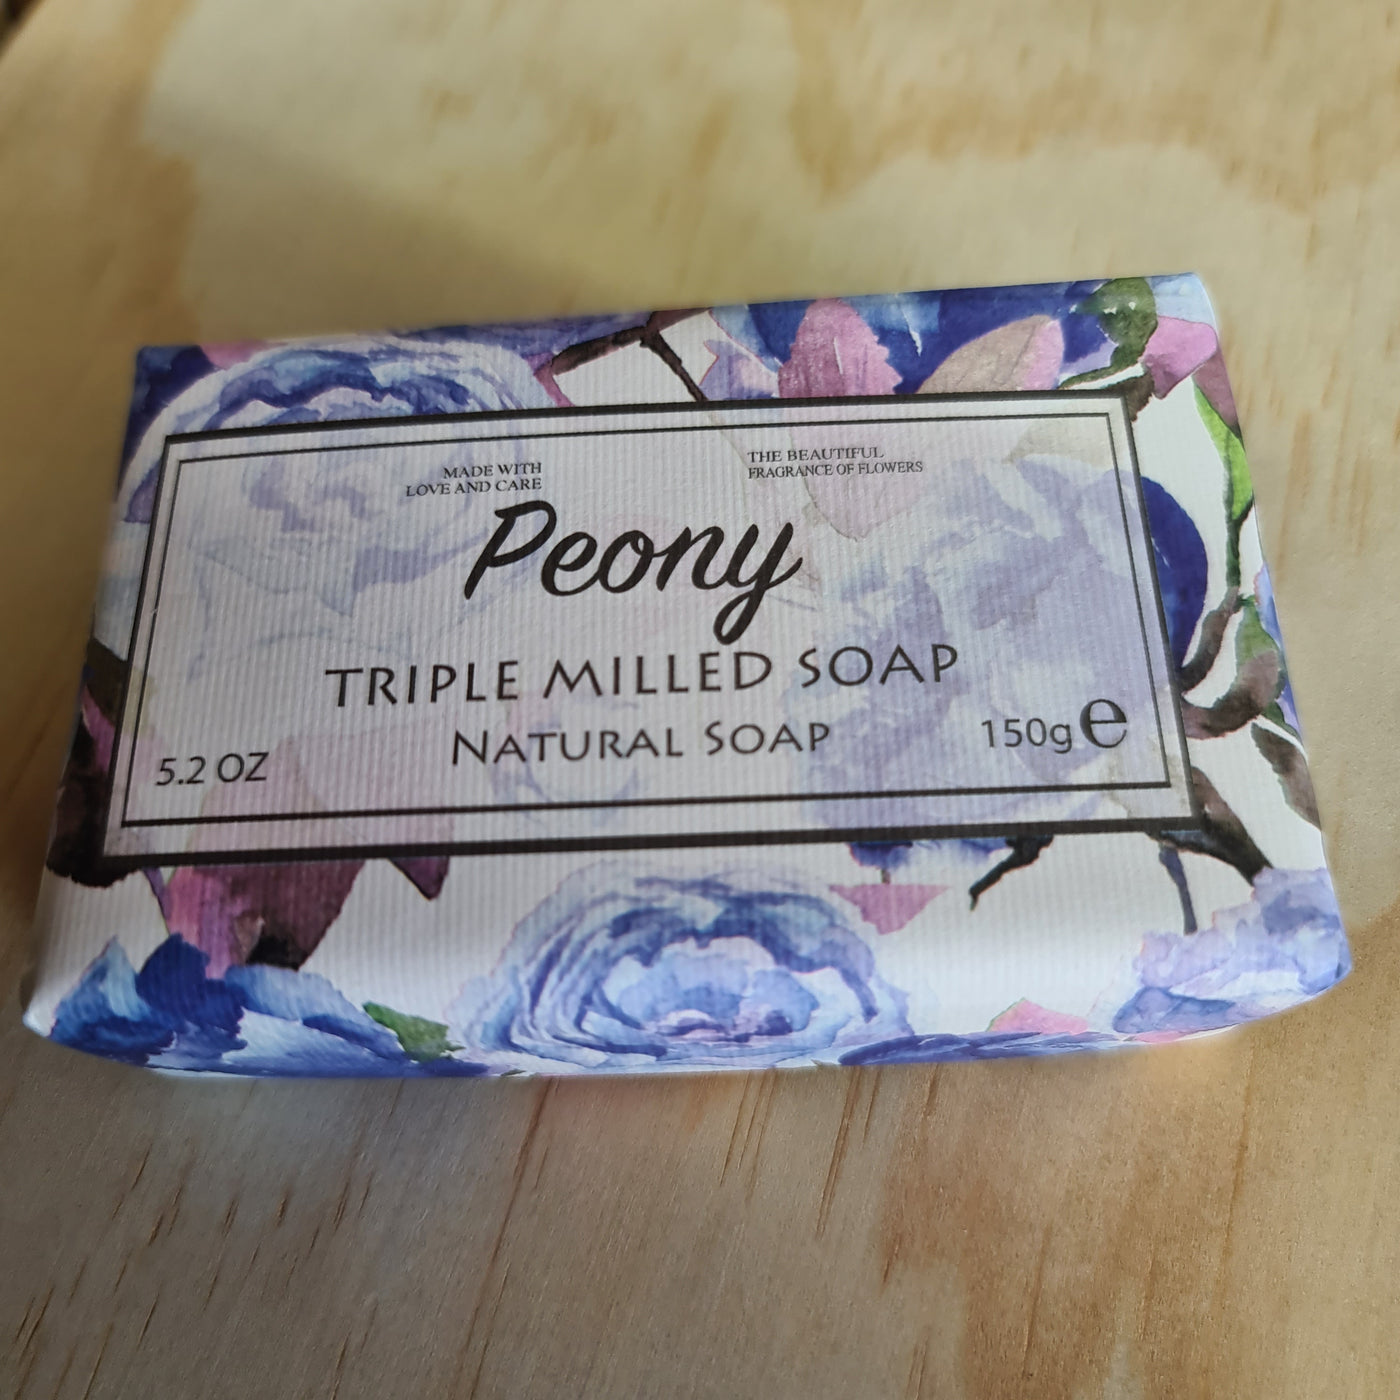 MADE WITH
LOVE AND CARE
THE BEAUTIFUL
FRAGRANCE OF FLOWERS
Peony
TRIPLE MILLED SOAP
NATURAL SOAP
5.2 OZ
150g e